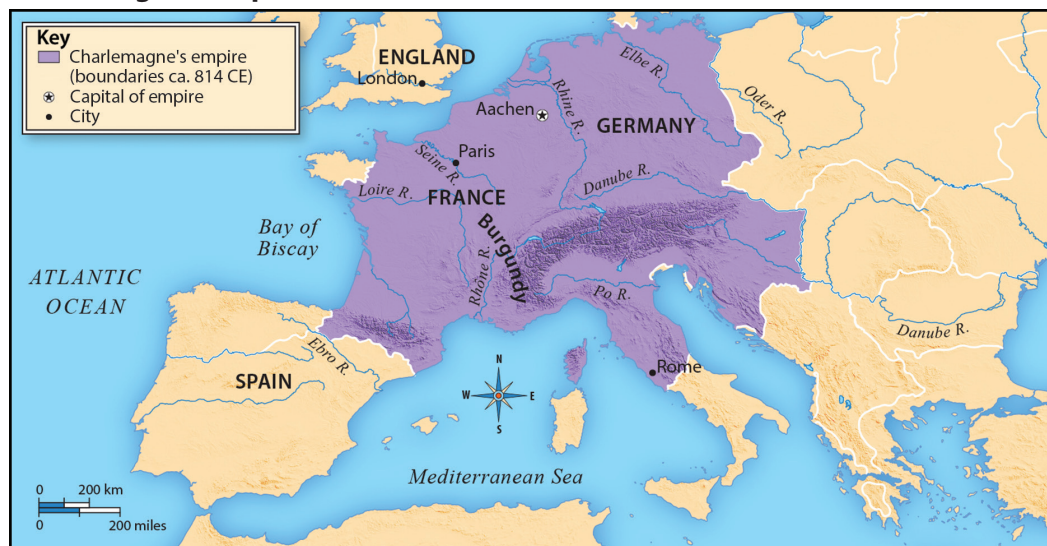 Key
Charlemagne's empire
(boundaries ca. 814 CE)
Capital of empire
City
ENGLAND
London
Elbe R.
Oder R.
Aachen
Rhine R.
GERMANY
Paris
Seine R.
Loire R.
FRANCE
Danube R.
Burgundy
Bay of
Biscay
Rhône R.
ATLANTIC
OCEAN
Po R.
Danube R.
Ebro R.
SPAIN
Rome
N
W
E
S
Mediterranean Sea
0 200 km
0 200 miles